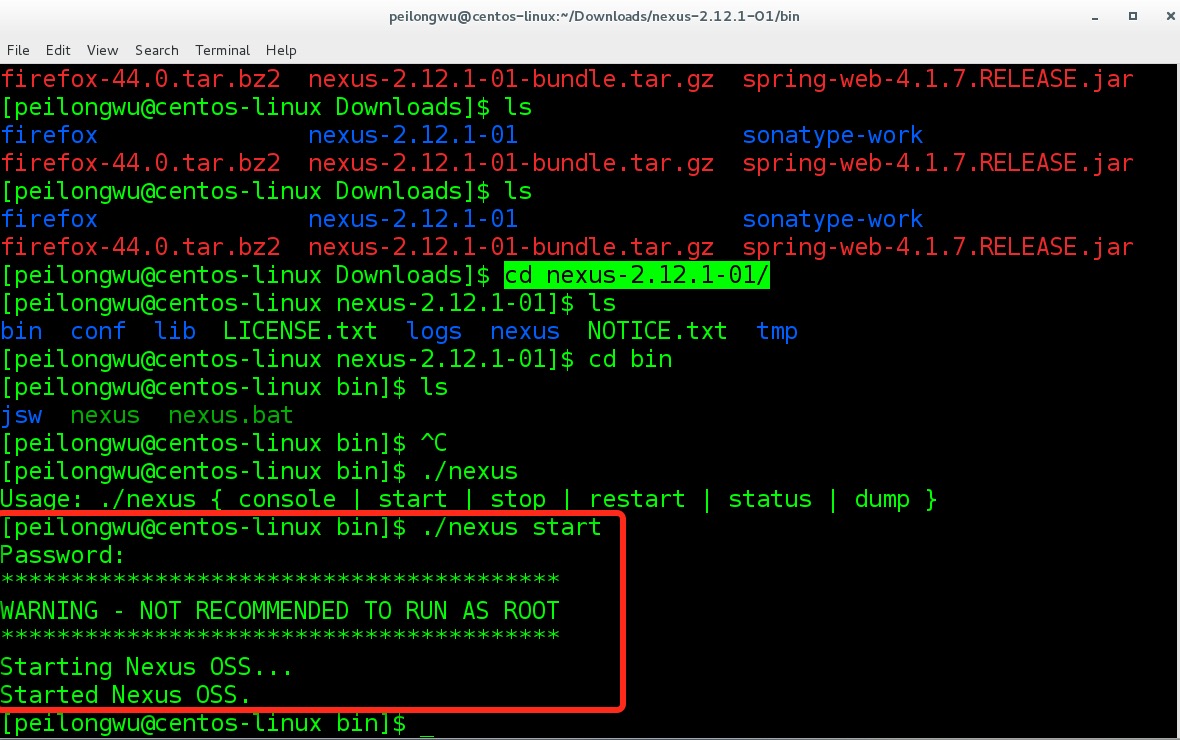 peilongwu@centos-linux:~/Downloads/nexus-2.12.1-01/bin
File Edit View Search Terminal Help
firefox-44.0.tar.bz2  nexus-2.12.1-01-bundle.tar.gz  spring-web-4.1.7.RELEASE.jar
[peilongwu@centos-linux Downloads]$ ls
firefox               nexus-2.12.1-01                sonatype-work
firefox-44.0.tar.bz2  nexus-2.12.1-01-bundle.tar.gz  spring-web-4.1.7.RELEASE.jar
[peilongwu@centos-linux Downloads]$ ls
firefox               nexus-2.12.1-01                sonatype-work
firefox-44.0.tar.bz2  nexus-2.12.1-01-bundle.tar.gz  spring-web-4.1.7.RELEASE.jar
[peilongwu@centos-linux Downloads]$ cd nexus-2.12.1-01/
[peilongwu@centos-linux nexus-2.12.1-01]$ ls
bin  conf  lib  LICENSE.txt  logs  nexus  NOTICE.txt  tmp
[peilongwu@centos-linux nexus-2.12.1-01]$ cd bin
[peilongwu@centos-linux bin]$ ls
jsw  nexus  nexus.bat
[peilongwu@centos-linux bin]$ ^C
[peilongwu@centos-linux bin]$ ./nexus
Usage: ./nexus { console | start | stop | restart | status | dump }
[peilongwu@centos-linux bin]$ ./nexus start
Password:
****************************************
WARNING - NOT RECOMMENDED TO RUN AS ROOT
****************************************
Starting Nexus OSS...
Started Nexus OSS.
[peilongwu@centos-linux bin]$ _